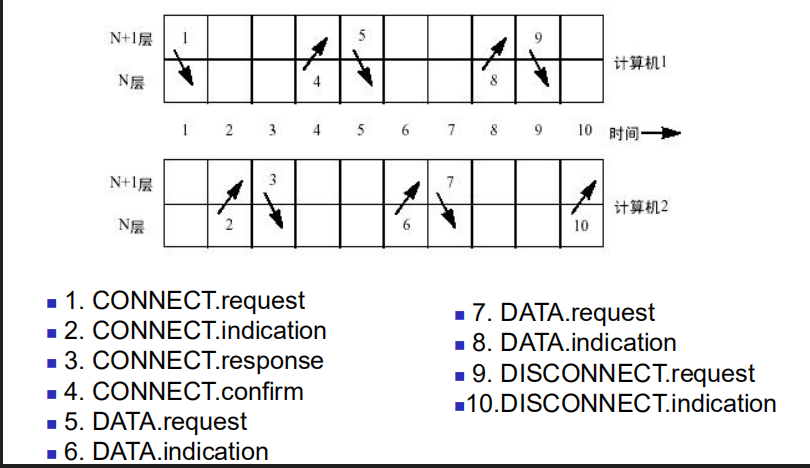 N+1层 1 4 5 8 9
N层
计算机1
1 2 3 4 5 6 7 8 9 10 时间
N+1层 3 7
N层 2 6 10
计算机2
1. CONNECT.request
2. CONNECT.indication
3. CONNECT.response
4. CONNECT.confirm
5. DATA.request
6. DATA.indication
7. DATA.request
8. DATA.indication
9. DISCONNECT.request
10.DISCONNECT.indication